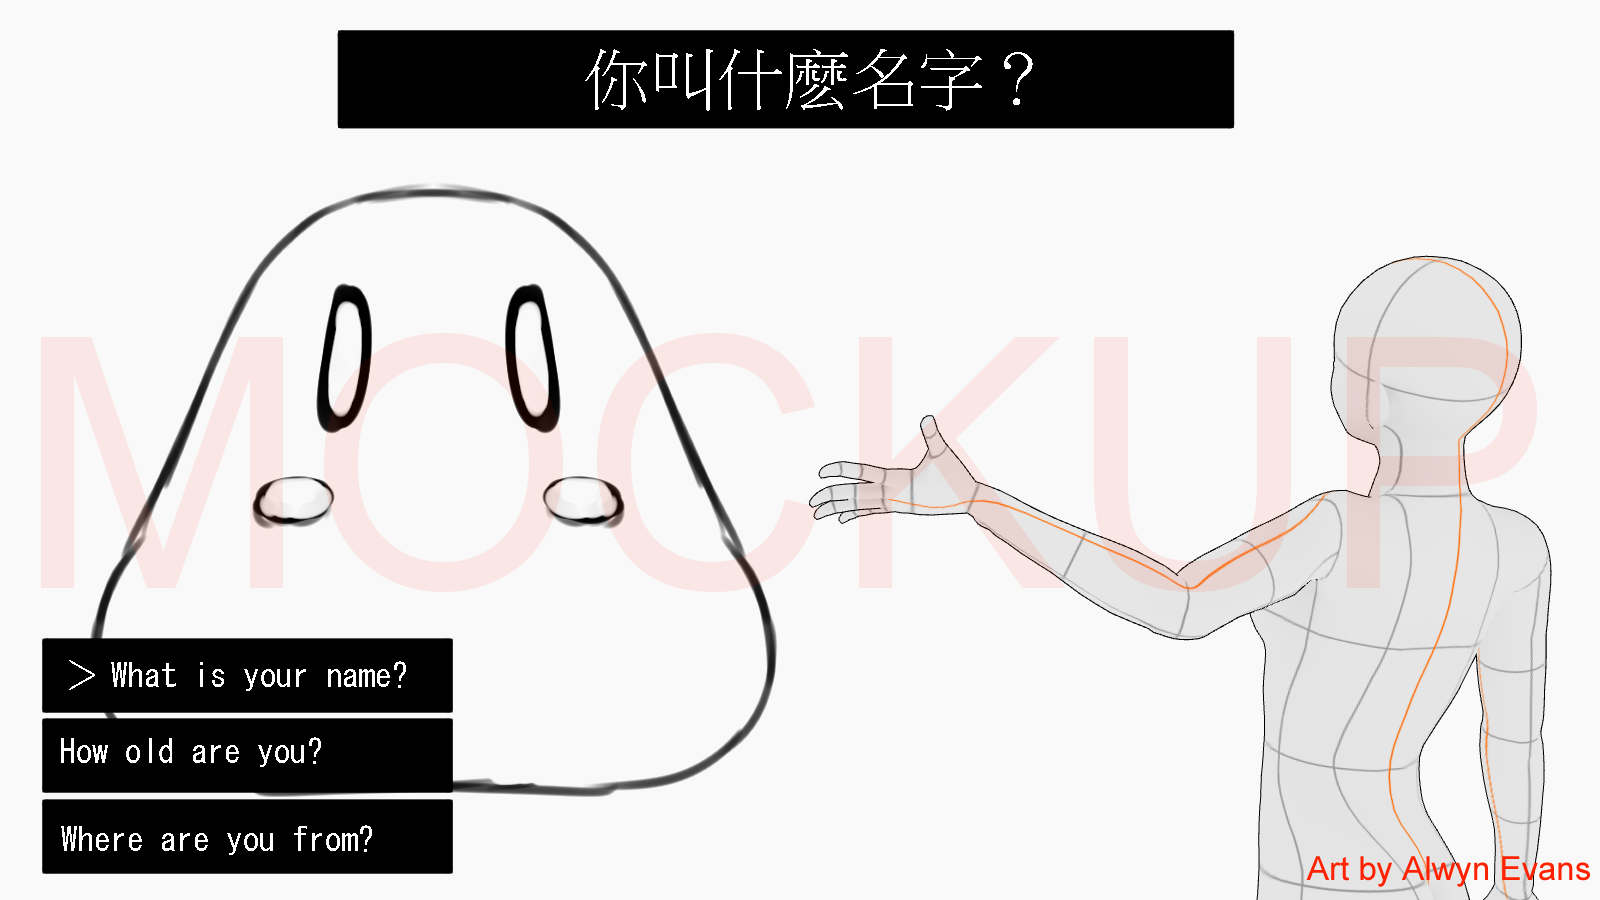 你叫什麼名字？
MOCKUP
＞ What is your name?
How old are you?
Where are you from?
Art by Alwyn Evans